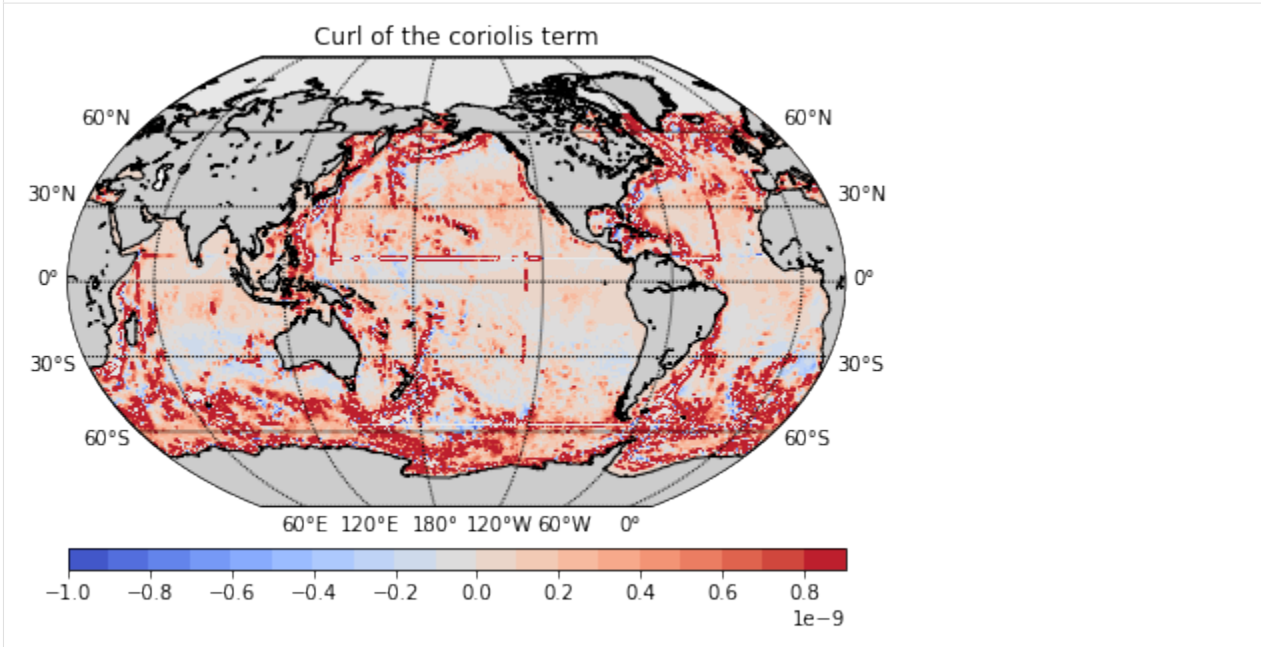 Curl of the coriolis term
60°N 60°N
30°N 30°N
0° 0°
30°S 30°S
60°S 60°S
60°E 120°E 180° 120°W 60°W 0°
−1.0 −0.8 −0.6 −0.4 −0.2 0.0 0.2 0.4 0.6 0.8
1e−9